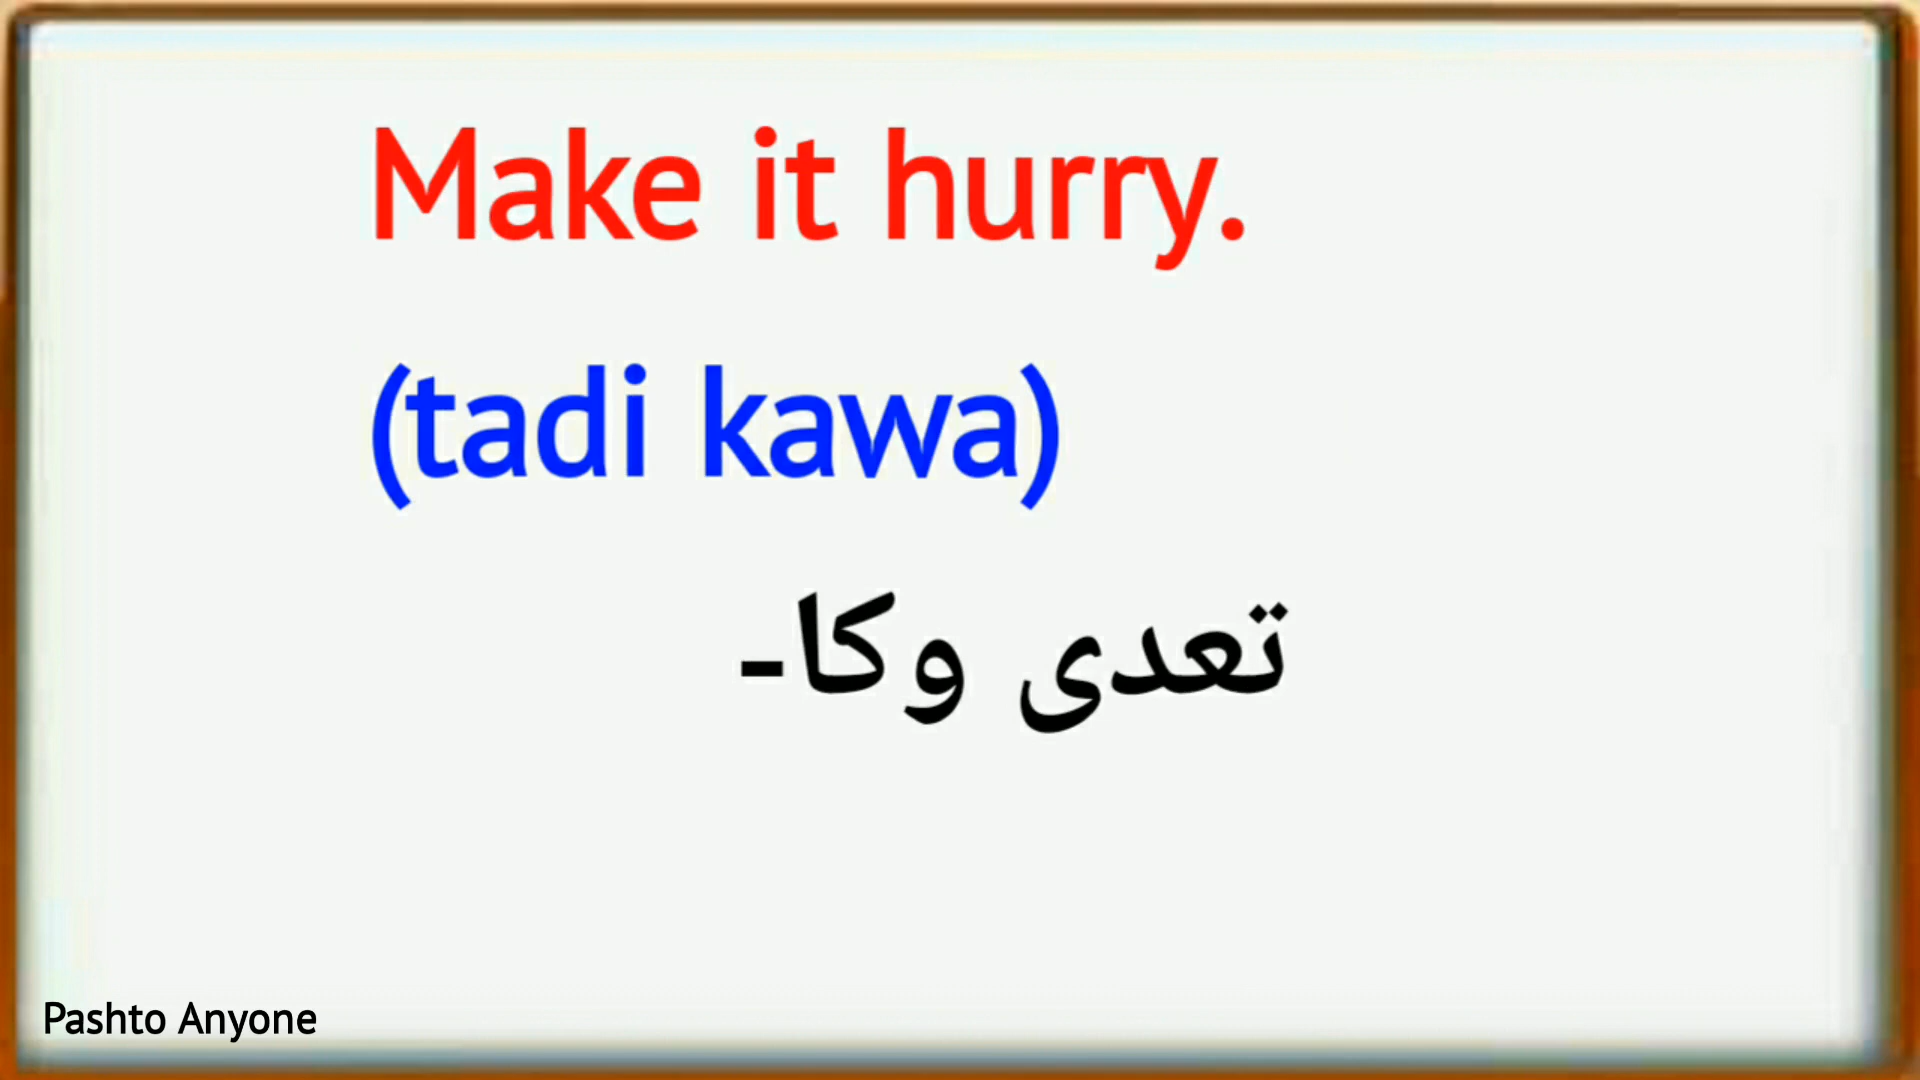 Make it hurry.
(tadi kawa)
تعدی وکا-
Pashto Anyone